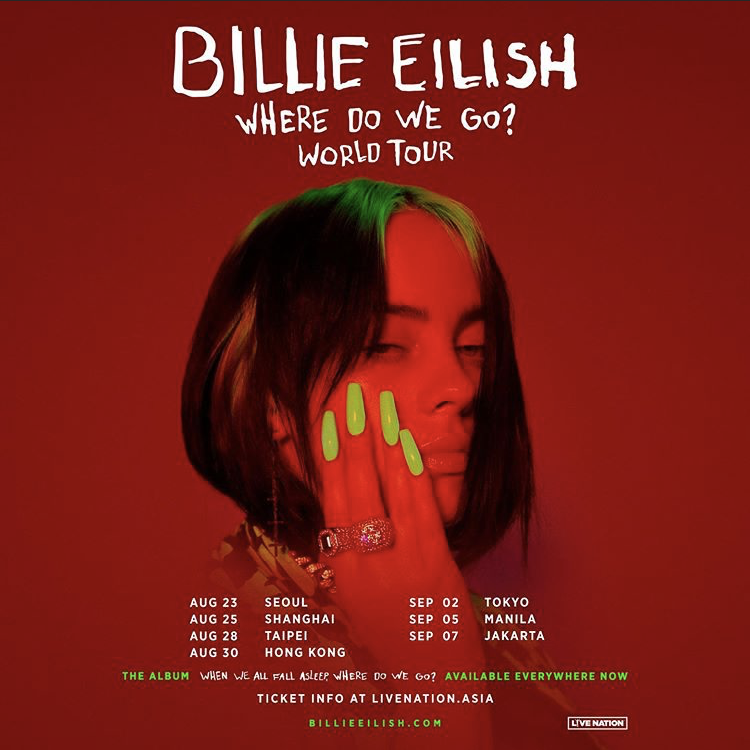 BILLIE EILISH
WHERE DO WE GO?
WORLD TOUR
AUG 23 SEOUL
AUG 25 SHANGHAI
AUG 28 TAIPEI
AUG 30 HONG KONG
SEP 02 TOKYO
SEP 05 MANILA
SEP 07 JAKARTA
THE ALBUM WHEN WE ALL FALL ASLEEP, WHERE DO WE GO? AVAILABLE EVERYWHERE NOW
TICKET INFO AT LIVENATION.ASIA
BILLIEEILISH.COM
LIVE NATION